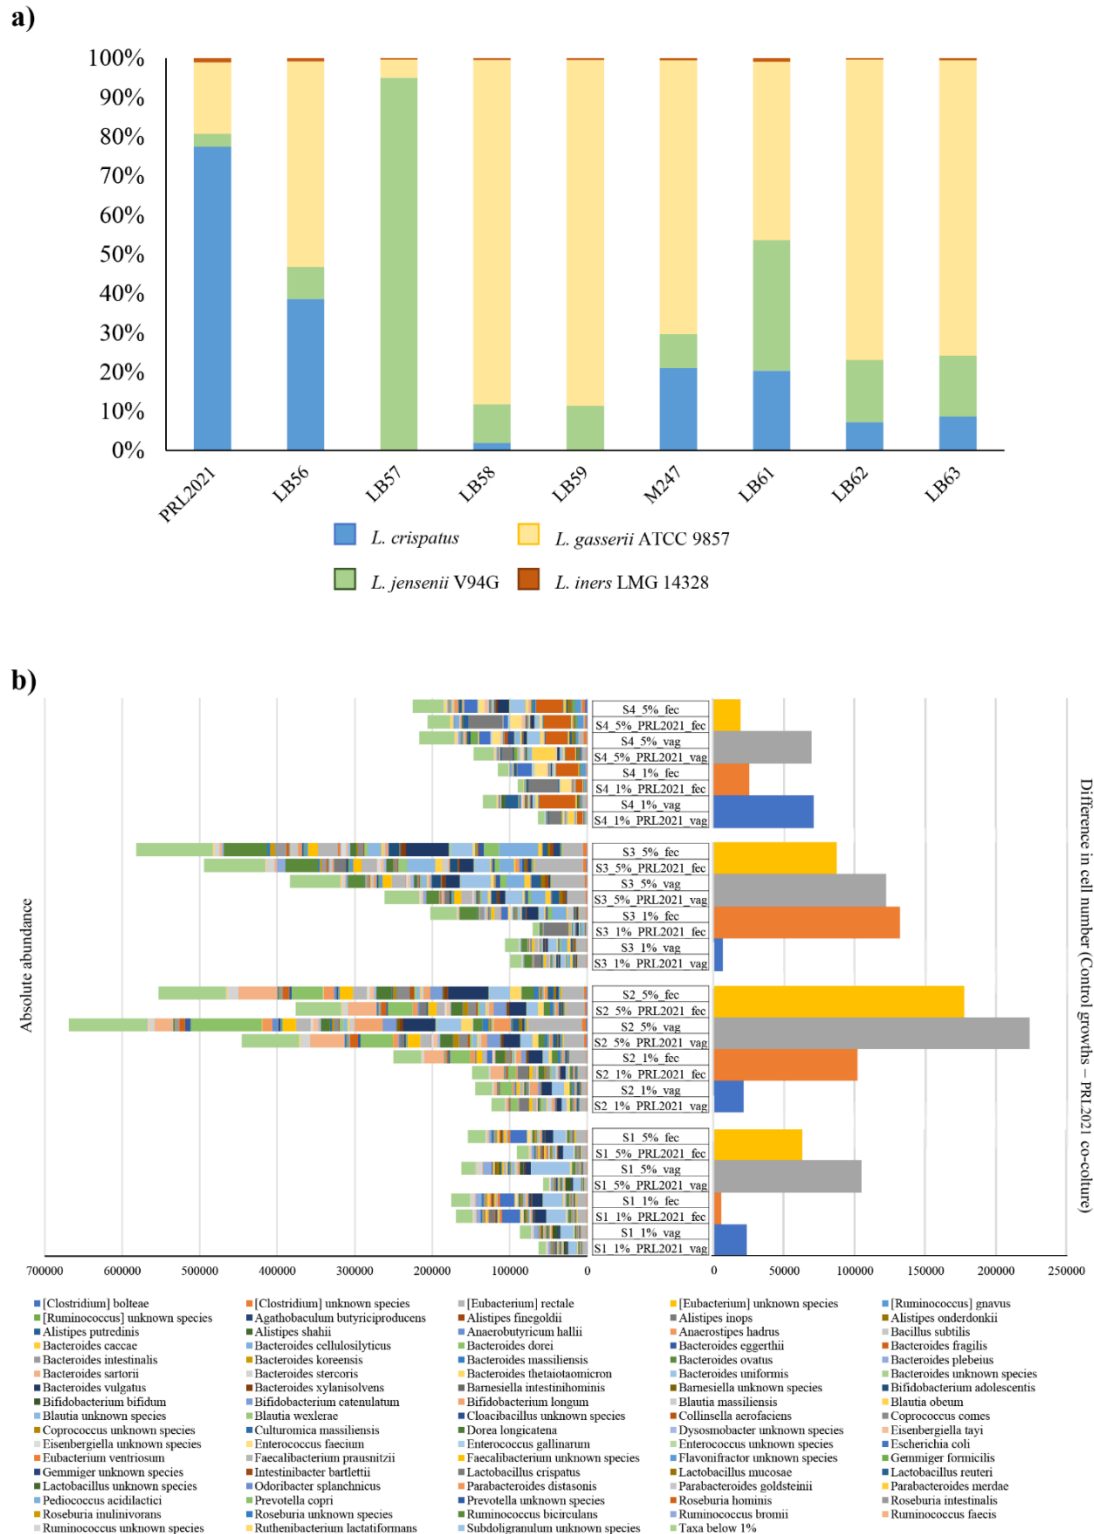 a)
100%
90%
80%
70%
60%
50%
40%
30%
20%
10%
0%
PRL2021 LB56 LB57 LB58 LB59 M247 LB61 LB62 LB63
L. crispatus L. gasserii ATCC 9857
L. jensenii V94G L. iners LMG 14328
b)
Absolute abundance
S4_5%_fec
S4_5%_PRL2021_fec
S4_5%_vag
S4_5%_PRL2021_vag
S4_1%_fec
S4_1%_PRL2021_fec
S4_1%_vag
S4_1%_PRL2021_vag
S3_5%_fec
S3_5%_PRL2021_fec
S3_5%_vag
S3_5%_PRL2021_vag
S3_1%_fec
S3_1%_PRL2021_fec
S3_1%_vag
S3_1%_PRL2021_vag
S2_5%_fec
S2_5%_PRL2021_fec
S2_5%_vag
S2_5%_PRL2021_vag
S2_1%_fec
S2_1%_PRL2021_fec
S2_1%_vag
S2_1%_PRL2021_vag
S1_5%_fec
S1_5%_PRL2021_fec
S1_5%_vag
S1_5%_PRL2021_vag
S1_1%_fec
S1_1%_PRL2021_fec
S1_1%_vag
S1_1%_PRL2021_vag
Difference in cell number (Control growths – PRL2021 co-colture)
700000 600000 500000 400000 300000 200000 100000 0 0 50000 100000 150000 200000 250000
[Clostridium] bolteae [Clostridium] unknown species [Eubacterium] rectale [Eubacterium] unknown species [Ruminococcus] gnavus
[Ruminococcus] unknown species Agathobaculum butyriciproducens Alistipes finegoldii Alistipes inops Alistipes onderdonkii
Alistipes putredinis Alistipes shahii Anaerobutyricum hallii Anaerostipes hadrus Bacillus subtilis
Bacteroides caccae Bacteroides cellulosilyticus Bacteroides dorei Bacteroides eggerthii Bacteroides fragilis
Bacteroides intestinalis Bacteroides koreensis Bacteroides massiliensis Bacteroides ovatus Bacteroides plebeius
Bacteroides sartorii Bacteroides stercoris Bacteroides thetaiotaomicron Bacteroides uniformis Bacteroides unknown species
Bacteroides vulgatus Bacteroides xylanisolvens Barnesiella intestinihominis Barnesiella unknown species Bifidobacterium adolescentis
Bifidobacterium bifidum Bifidobacterium catenulatum Bifidobacterium longum Blautia massiliensis Blautia obeum
Blautia unknown species Blautia wexlerae Cloacibacillus unknown species Collinsella aerofaciens Coprococcus comes
Coprococcus unknown species Culturomica massiliensis Dorea longicatena Dysosmobacter unknown species Eisenbergiella tayi
Eisenbergiella unknown species Enterococcus faecium Enterococcus gallinarum Enterococcus unknown species Escherichia coli
Eubacterium ventriosum Faecalibacterium prausnitzii Faecalibacterium unknown species Flavonifractor unknown species Gemmiger formicilis
Gemmiger unknown species Intestinibacter bartlettii Lactobacillus crispatus Lactobacillus mucosae Lactobacillus reuteri
Lactobacillus unknown species Odoribacter splanchnicus Parabacteroides distasonis Parabacteroides goldsteinii Parabacteroides merdae
Pediococcus acidilactici Prevotella copri Prevotella unknown species Roseburia hominis Roseburia intestinalis
Roseburia inulinivorans Roseburia unknown species Ruminococcus bicirculans Ruminococcus bromii Ruminococcus faecis
Ruminococcus unknown species Ruthenibacterium lactatiformans Subdoligranulum unknown species Taxa below 1%